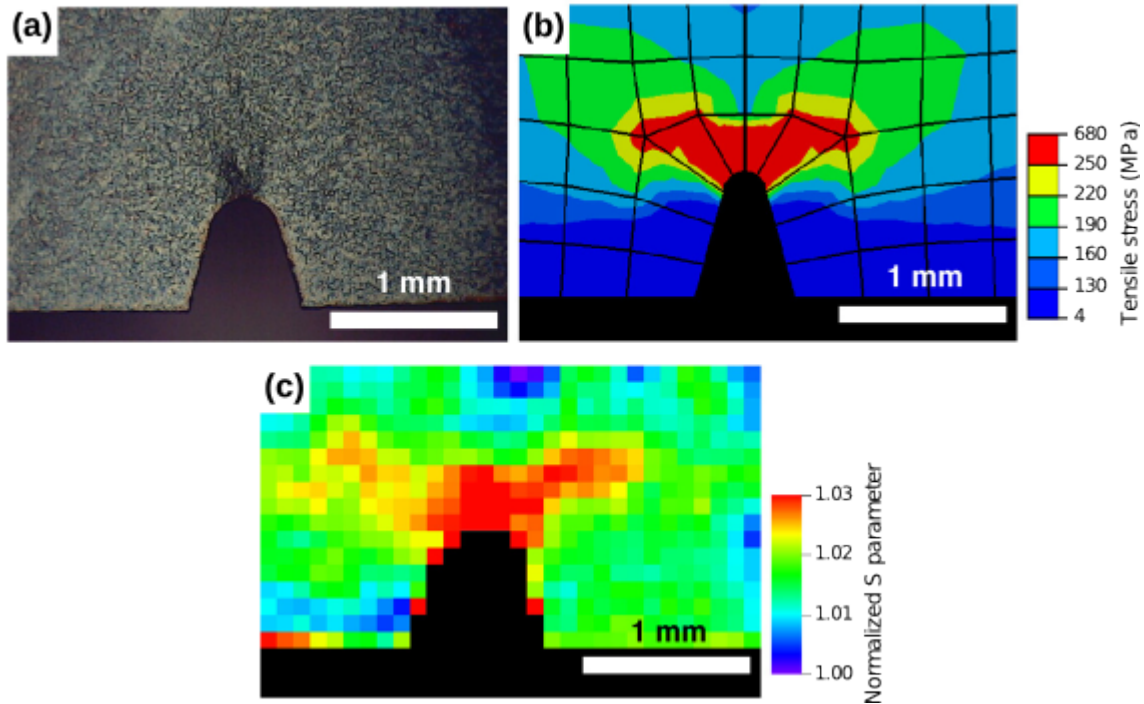 (a)
1 mm
(b)
1 mm
680
250
220
190
160
130
4
Tensile stress (MPa)
(c)
1 mm
1.03
1.02
1.01
1.00
Normalized S parameter